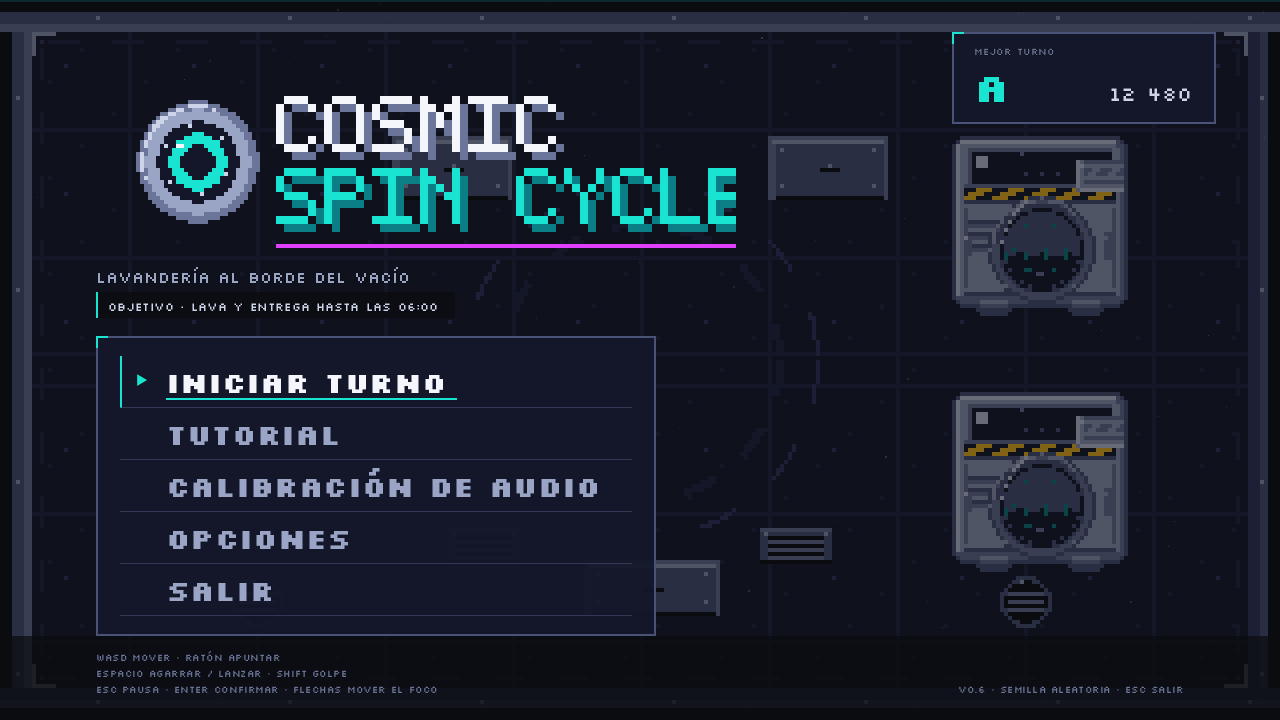 MEJOR TURNO
A 12 480
COSMIC
SPIN CYCLE
LAVANDERÍA AL BORDE DEL VACÍO
OBJETIVO · LAVA Y ENTREGA HASTA LAS 06:00
INICIAR TURNO
TUTORIAL
CALIBRACIÓN DE AUDIO
OPCIONES
SALIR
WASD MOVER · RATÓN APUNTAR
ESPACIO AGARRAR / LANZAR · SHIFT GOLPE
ESC PAUSA · ENTER CONFIRMAR · FLECHAS MOVER EL FOCO
V0.6 · SEMILLA ALEATORIA · ESC SALIR